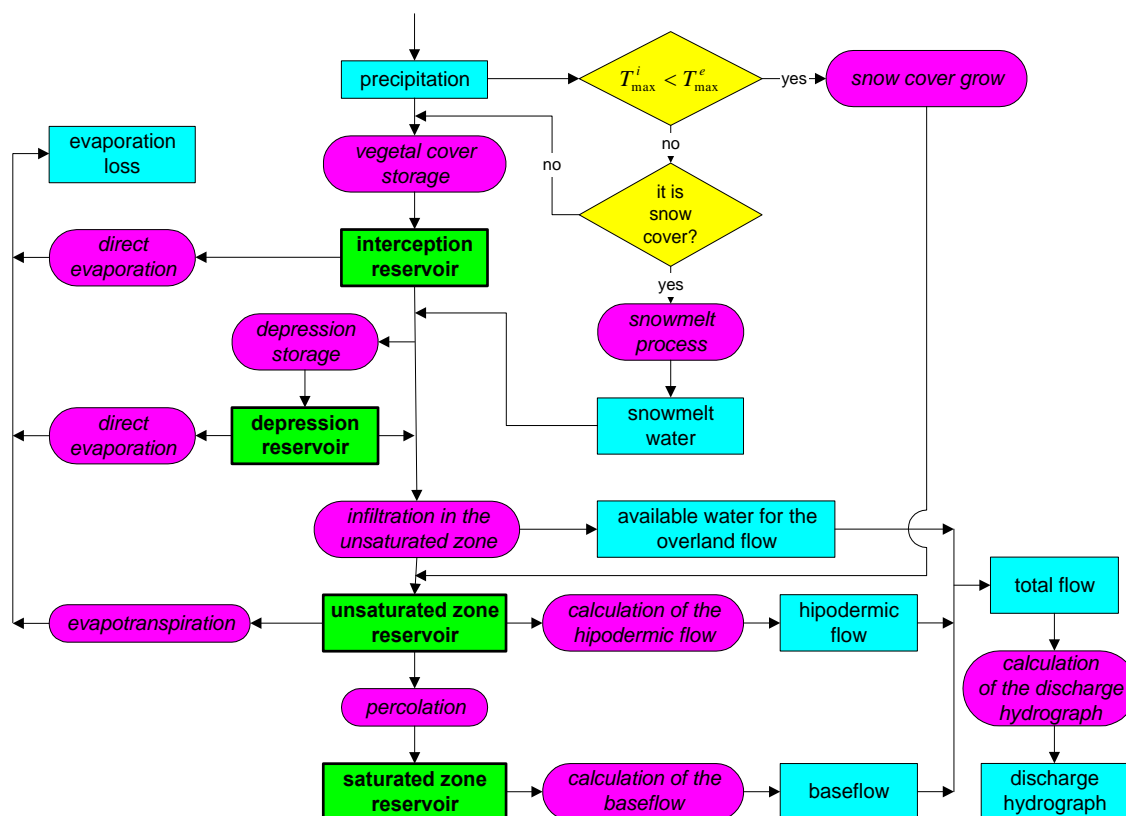 precipitation
T^i_max < T^e_max
yes
snow cover grow
evaporation
loss
no
vegetal cover
storage
no
it is
snow
cover?
direct
evaporation
interception
reservoir
yes
depression
storage
snowmelt
process
direct
evaporation
depression
reservoir
snowmelt
water
infiltration in the
unsaturated zone
available water for the
overland flow
total flow
evapotranspiration
unsaturated zone
reservoir
calculation of the
hipodermic flow
hipodermic
flow
calculation
of the discharge
hydrograph
percolation
saturated zone
reservoir
calculation of the
baseflow
baseflow
discharge
hydrograph